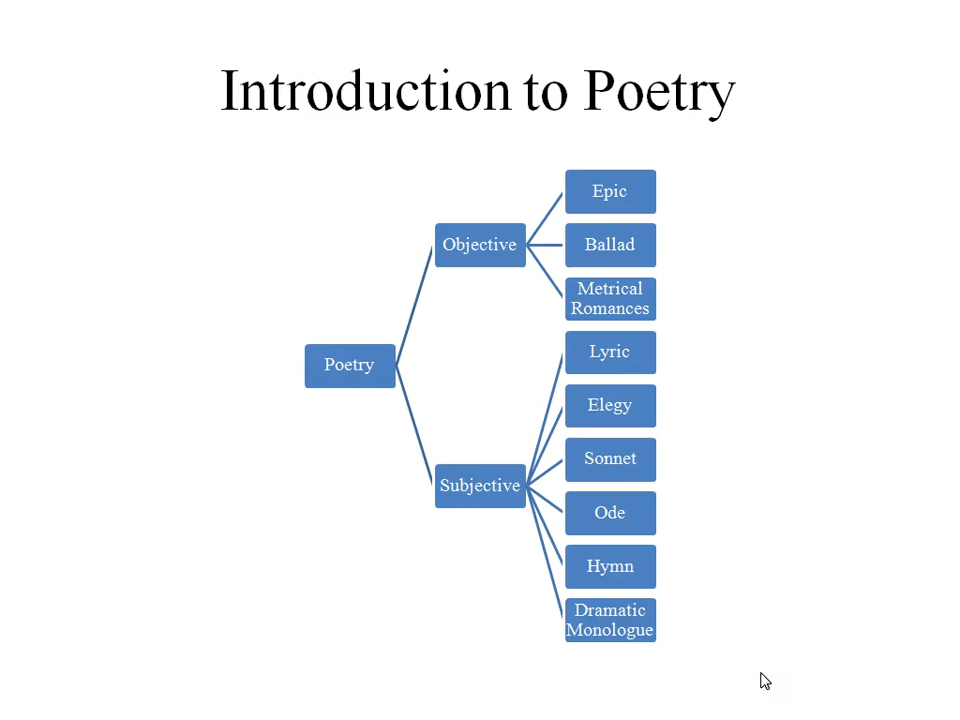 Introduction to Poetry
Poetry
Objective
Epic
Ballad
Metrical
Romances
Subjective
Lyric
Elegy
Sonnet
Ode
Hymn
Dramatic
Monologue